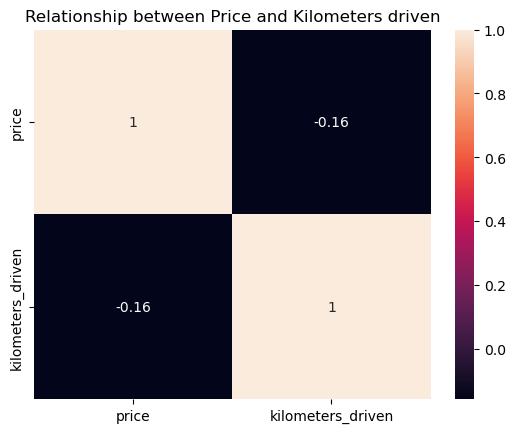 Relationship between Price and Kilometers driven
price
1
-0.16
kilometers_driven
-0.16
1
price
kilometers_driven
1.0
0.8
0.6
0.4
0.2
0.0